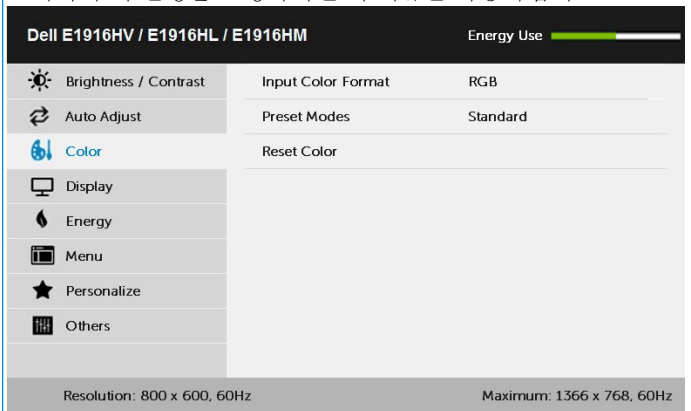 Dell E1916HV / E1916HL / E1916HM Energy Use
Brightness / Contrast Input Color Format RGB
Auto Adjust Preset Modes Standard
Color Reset Color
Display
Energy
Menu
Personalize
Others
Resolution: 800 x 600, 60Hz Maximum: 1366 x 768, 60Hz